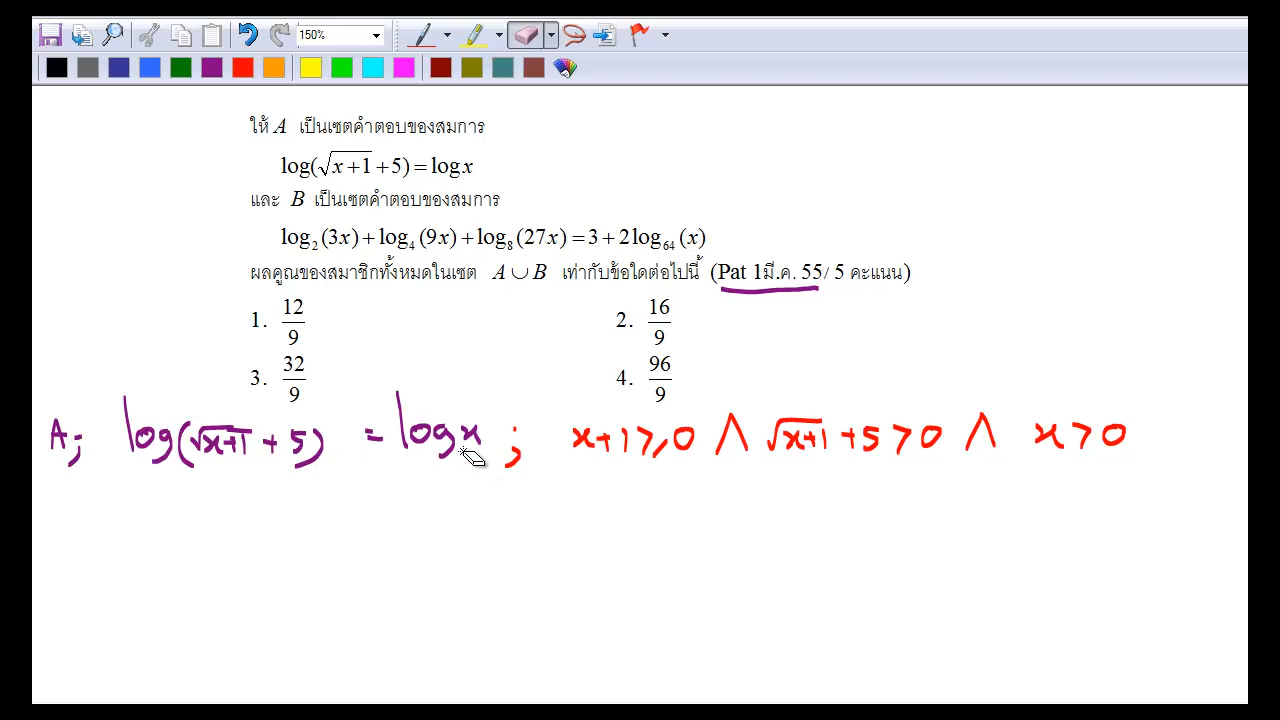 150%
ให้ A เป็นเซตคำตอบของสมการ
log(√x+1 + 5) = log x
และ B เป็นเซตคำตอบของสมการ
log₂(3x) + log₄(9x) + log₈(27x) = 3 + 2log₆₄(x)
ผลคูณของสมาชิกทั้งหมดในเซต A ∪ B เท่ากับข้อใดต่อไปนี้ (Pat 1มี.ค. 55/ 5 คะแนน)
1. 12/9 2. 16/9
3. 32/9 4. 96/9
A; log(√x+1 + 5) = log x ; x+1 ≥ 0 ∧ √x+1 + 5 > 0 ∧ x > 0